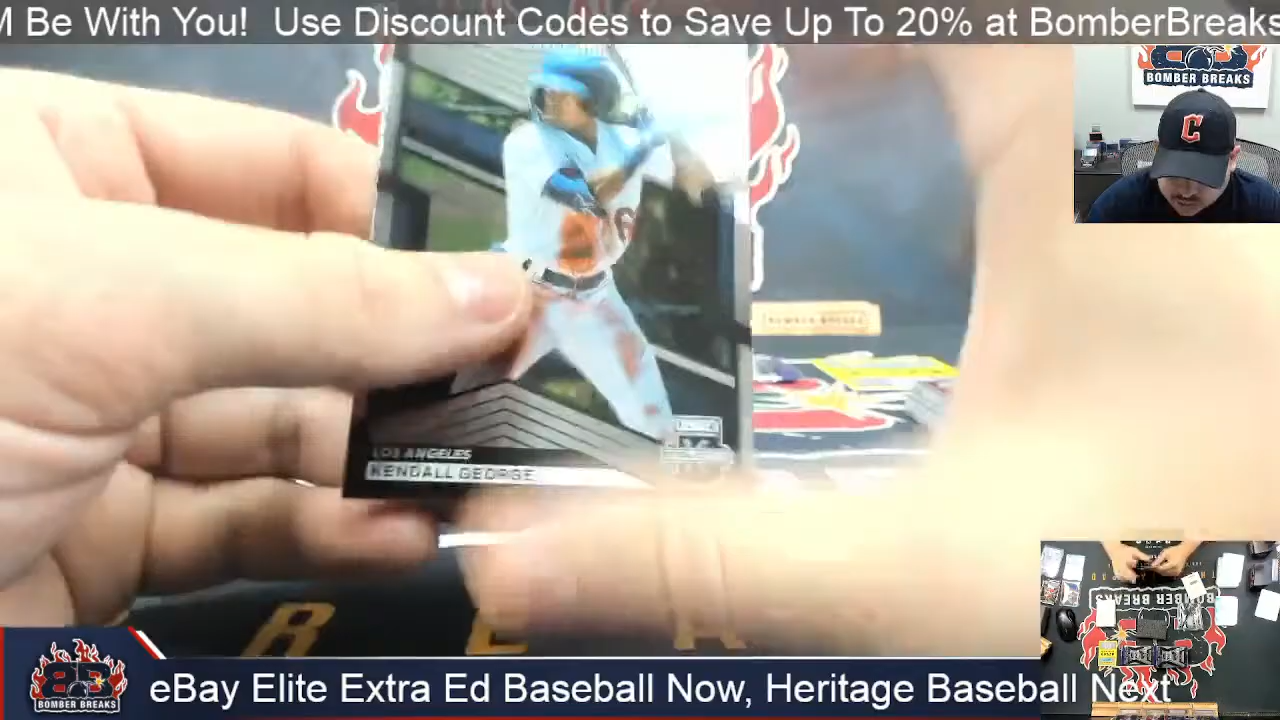 M Be With You!  Use Discount Codes to Save Up To 20% at BomberBreaks
BOMBER BREAKS
C
LOS ANGELES
KENDALL GEORGE
BOMBER BREAKS
R E R
BOMBER BREAKS
eBay Elite Extra Ed Baseball Now, Heritage Baseball Next